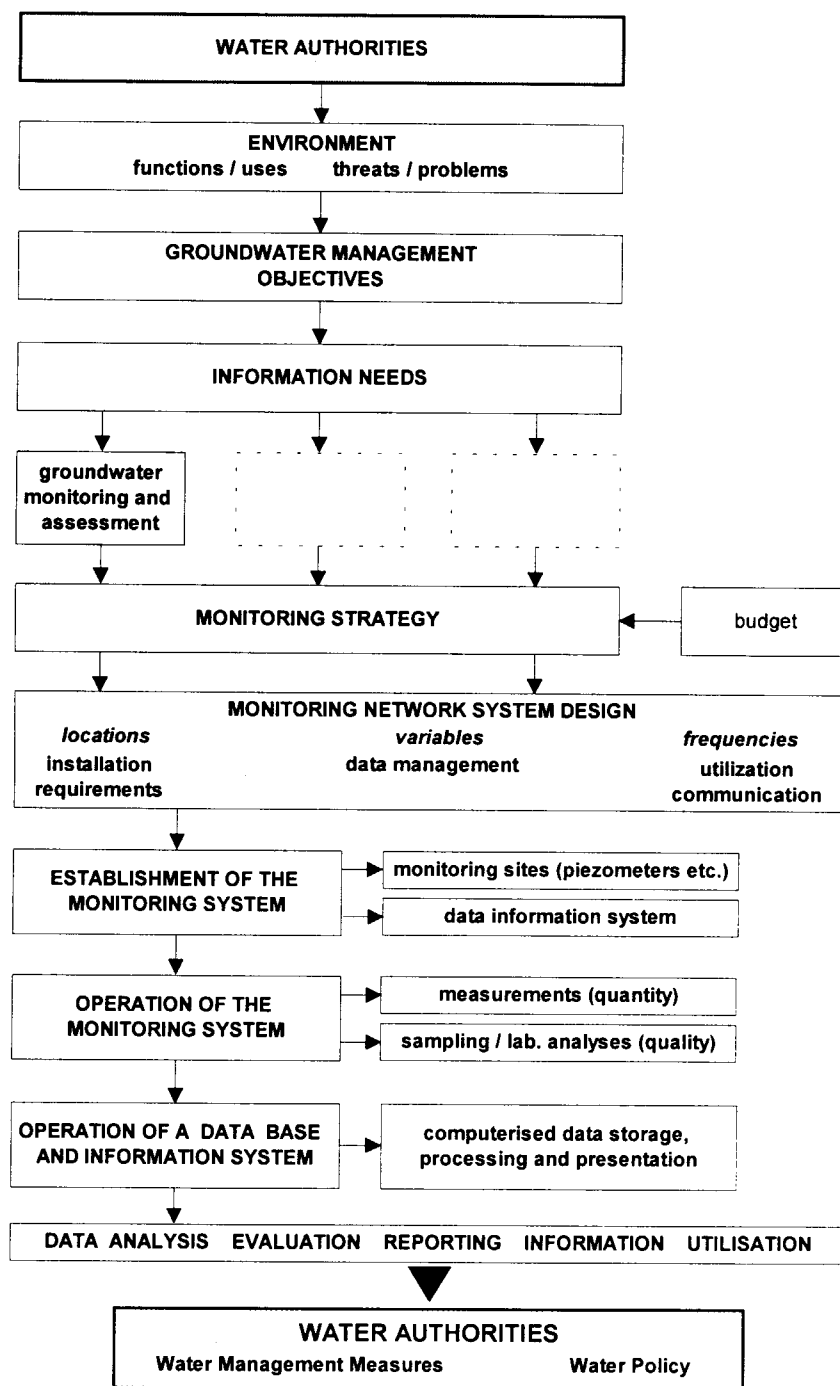 WATER AUTHORITIES
ENVIRONMENT
functions / uses threats / problems
GROUNDWATER MANAGEMENT
OBJECTIVES
INFORMATION NEEDS
groundwater
monitoring and
assessment
MONITORING STRATEGY
budget
MONITORING NETWORK SYSTEM DESIGN
locations variables frequencies
installation
requirements
data management
utilization
communication
ESTABLISHMENT OF THE
MONITORING SYSTEM
monitoring sites (piezometers etc.)
data information system
OPERATION OF THE
MONITORING SYSTEM
measurements (quantity)
sampling / lab. analyses (quality)
OPERATION OF A DATA BASE
AND INFORMATION SYSTEM
computerised data storage,
processing and presentation
DATA ANALYSIS EVALUATION REPORTING INFORMATION UTILISATION
WATER AUTHORITIES
Water Management Measures Water Policy